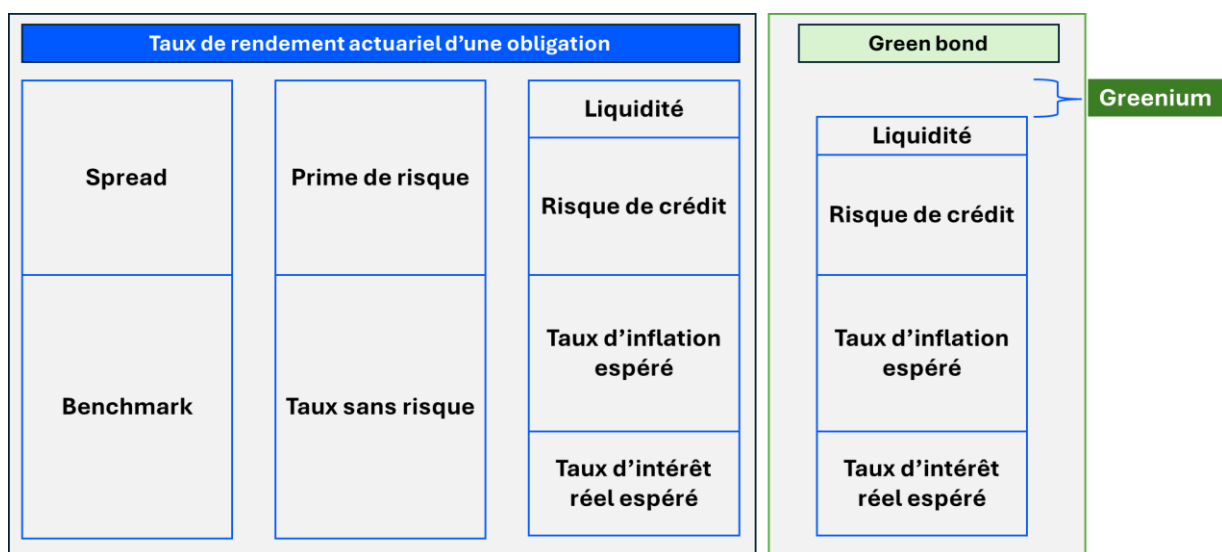 Taux de rendement actuariel d’une obligation
Spread
Benchmark
Prime de risque
Taux sans risque
Liquidité
Risque de crédit
Taux d’inflation
espéré
Taux d’intérêt
réel espéré
Green bond
Greenium
Liquidité
Risque de crédit
Taux d’inflation
espéré
Taux d’intérêt
réel espéré